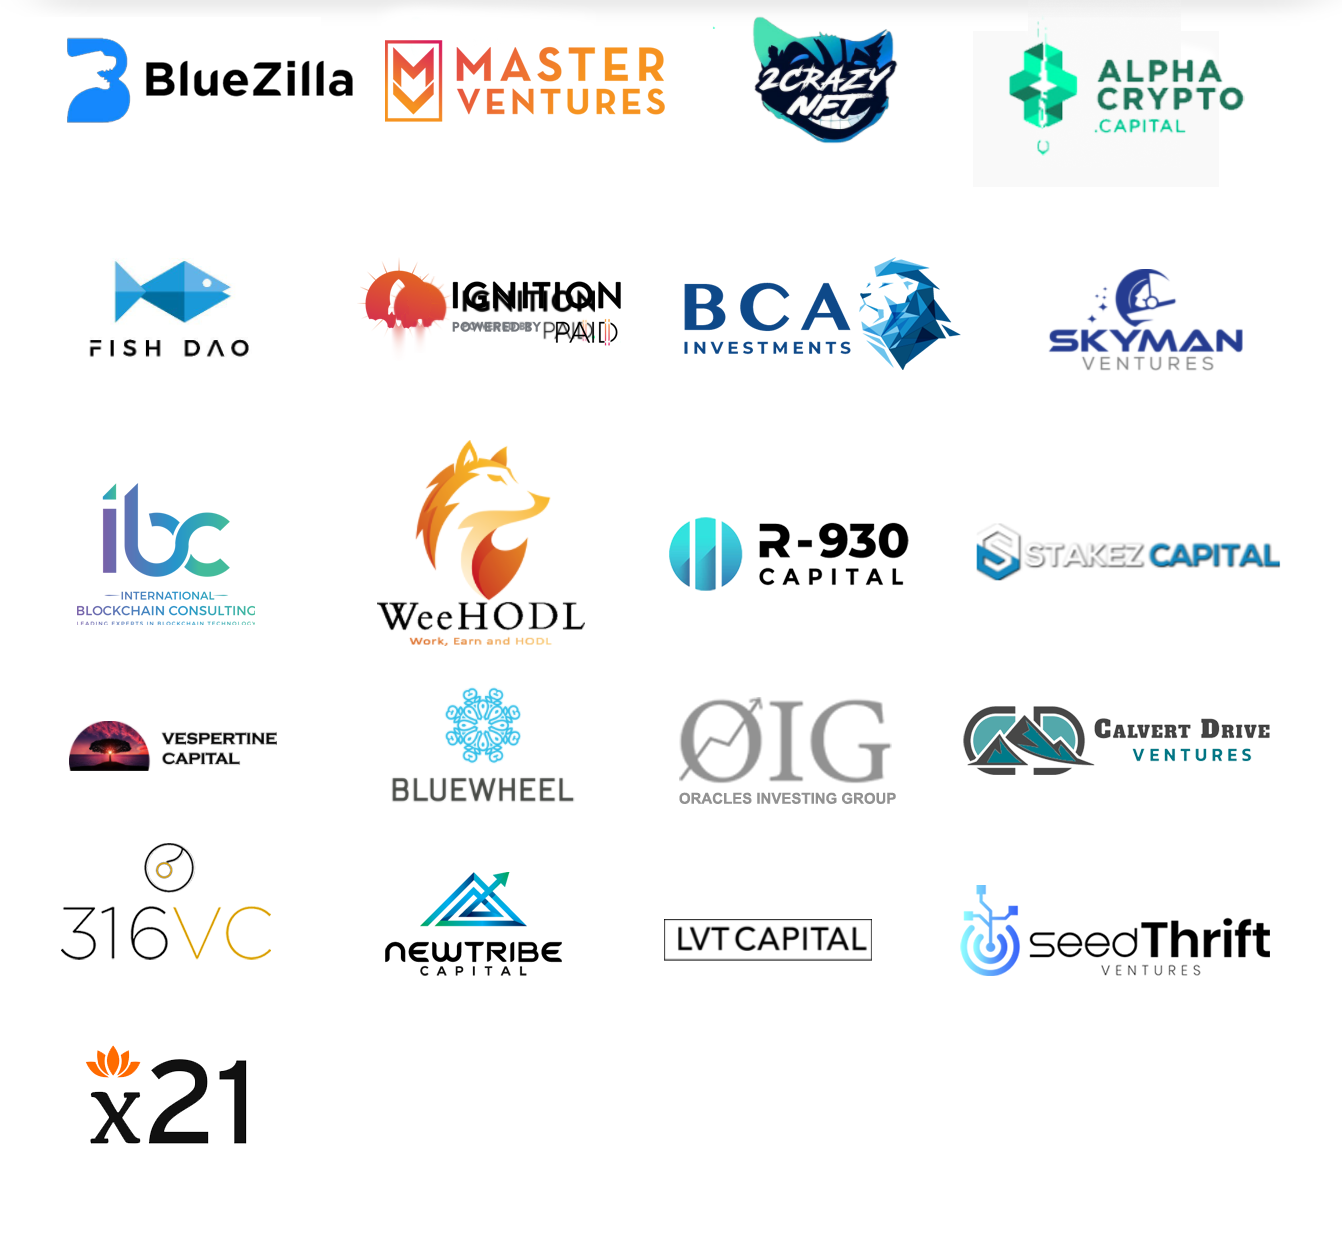 BlueZilla
MASTER
VENTURES
2CRAZY
NFT
ALPHA
CRYPTO
.CAPITAL
FISH DAO
IGNITION
POWERED BY PAID
BCA
INVESTMENTS
SKYMAN
VENTURES
ibc
INTERNATIONAL
BLOCKCHAIN CONSULTING
LEADING EXPERTS IN BLOCKCHAIN TECHNOLOGY
WeeHODL
Work, Earn and HODL
R-930
CAPITAL
STAKEZ CAPITAL
VESPERTINE
CAPITAL
BLUEWHEEL
OIG
ORACLES INVESTING GROUP
CALVERT DRIVE
VENTURES
316VC
NEWTRIBE
CAPITAL
LVT CAPITAL
seedThrift
VENTURES
x21